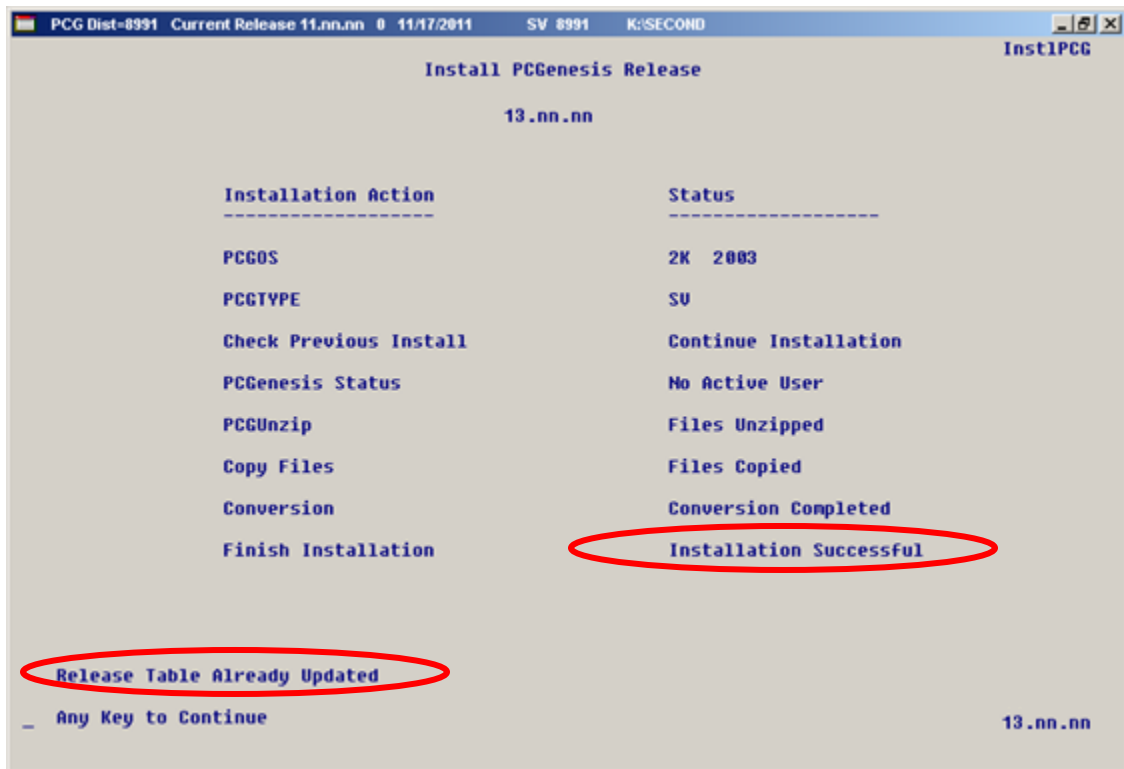 PCG Dist=8991 Current Release 11.nn.nn 0 11/17/2011 SV 8991 K:\SECOND
InstlPCG
Install PCGenesis Release
13.nn.nn
Installation Action Status
-------------------- --------------------
PCGOS 2K 2003
PCGTYPE SV
Check Previous Install Continue Installation
PCGenesis Status No Active User
PCGUnzip Files Unzipped
Copy Files Files Copied
Conversion Conversion Completed
Finish Installation Installation Successful
Release Table Already Updated
_ Any Key to Continue 13.nn.nn